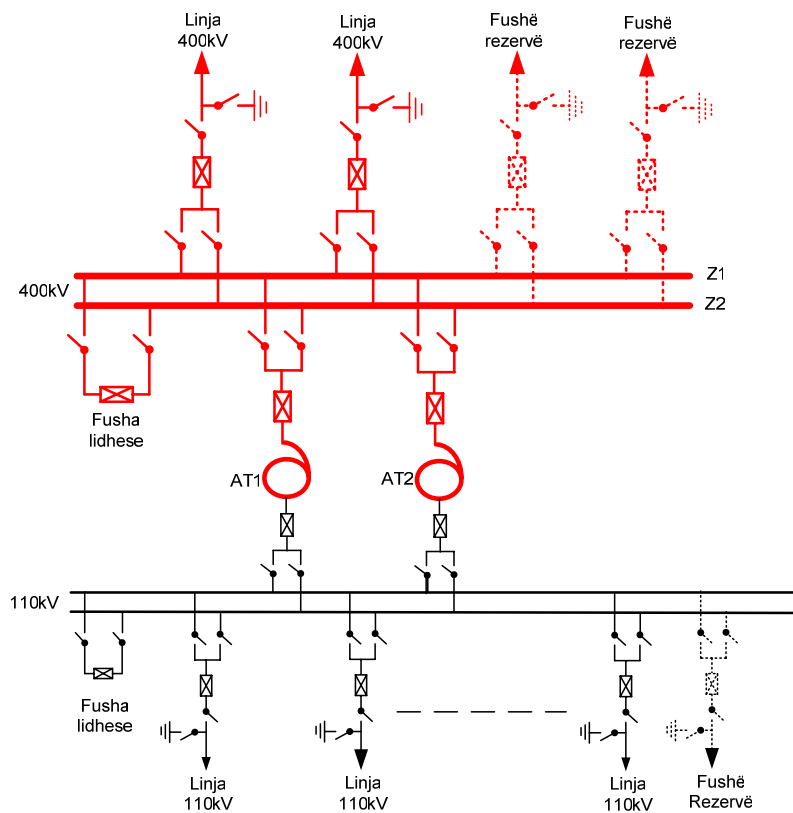 Linja
400kV
Linja
400kV
Fushë
rezervë
Fushë
rezervë
Z1
400kV
Z2
Fusha
lidhese
AT1
AT2
110kV
Fusha
lidhese
Linja
110kV
Linja
110kV
Linja
110kV
Fushë
Rezervë